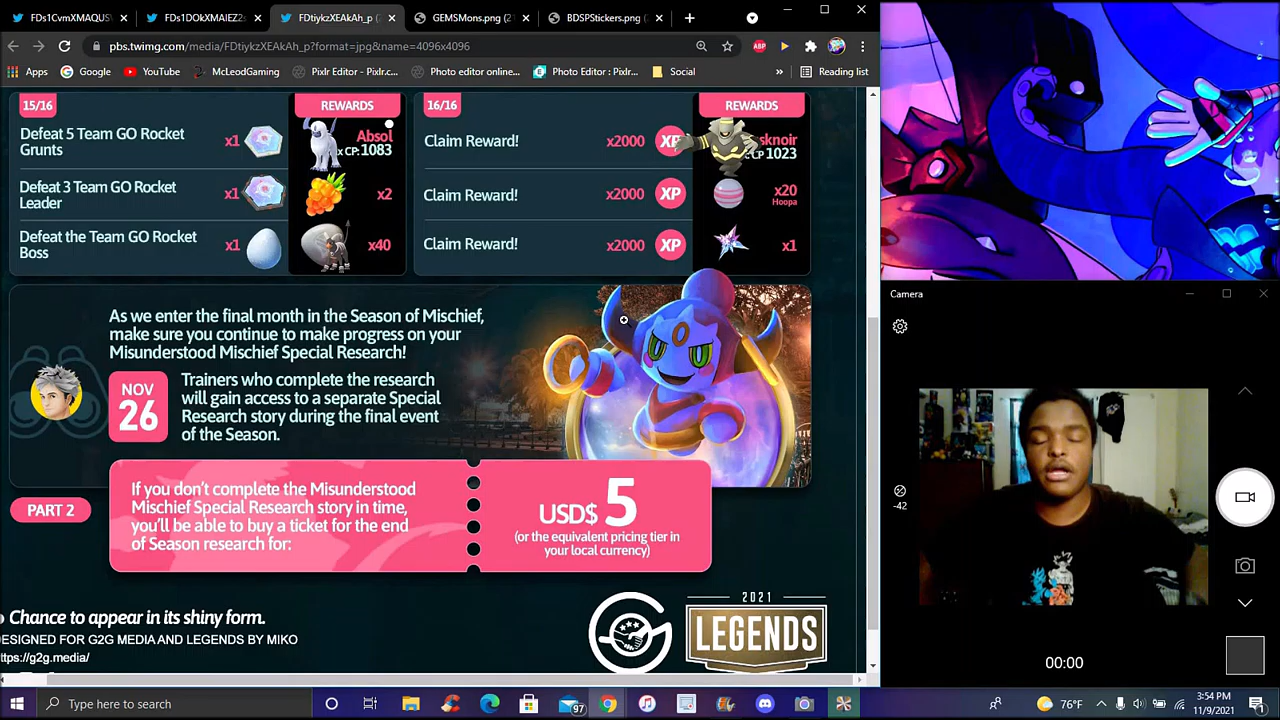 FDs1CvmXMAQUS
FDs1DOkXMAIEZ2
FDtiykzXEAkAh_p (
GEMSMons.png (2
BDSPStickers.png (
pbs.twimg.com/media/FDtiykzXEAkAh_p?format=jpg&name=4096x4096
ABP
Apps
Google
YouTube
McLeodGaming
Pixlr Editor - Pixlr.c...
Photo editor online...
Photo Editor : Pixlr...
Social
»
Reading list
15/16
REWARDS
Defeat 5 Team GO Rocket
Grunts
x1
Absol
x CP: 1083
Defeat 3 Team GO Rocket
Leader
x1
x2
Defeat the Team GO Rocket
Boss
x1
x40
16/16
REWARDS
Claim Reward!
x2000
XP
sknoir
CP 1023
Claim Reward!
x2000
XP
x20
Hoopa
Claim Reward!
x2000
XP
x1
As we enter the final month in the Season of Mischief,
make sure you continue to make progress on your
Misunderstood Mischief Special Research!
NOV
26
Trainers who complete the research
will gain access to a separate Special
Research story during the final event
of the Season.
PART 2
If you don't complete the Misunderstood
Mischief Special Research story in time,
you'll be able to buy a ticket for the end
of Season research for:
USD$ 5
(or the equivalent pricing tier in
your local currency)
Chance to appear in its shiny form.
ESIGNED FOR G2G MEDIA AND LEGENDS BY MIKO
ttps://g2g.media/
2021
LEGENDS
Camera
-42
00:00
Type here to search
97
76°F
3:54 PM
11/9/2021